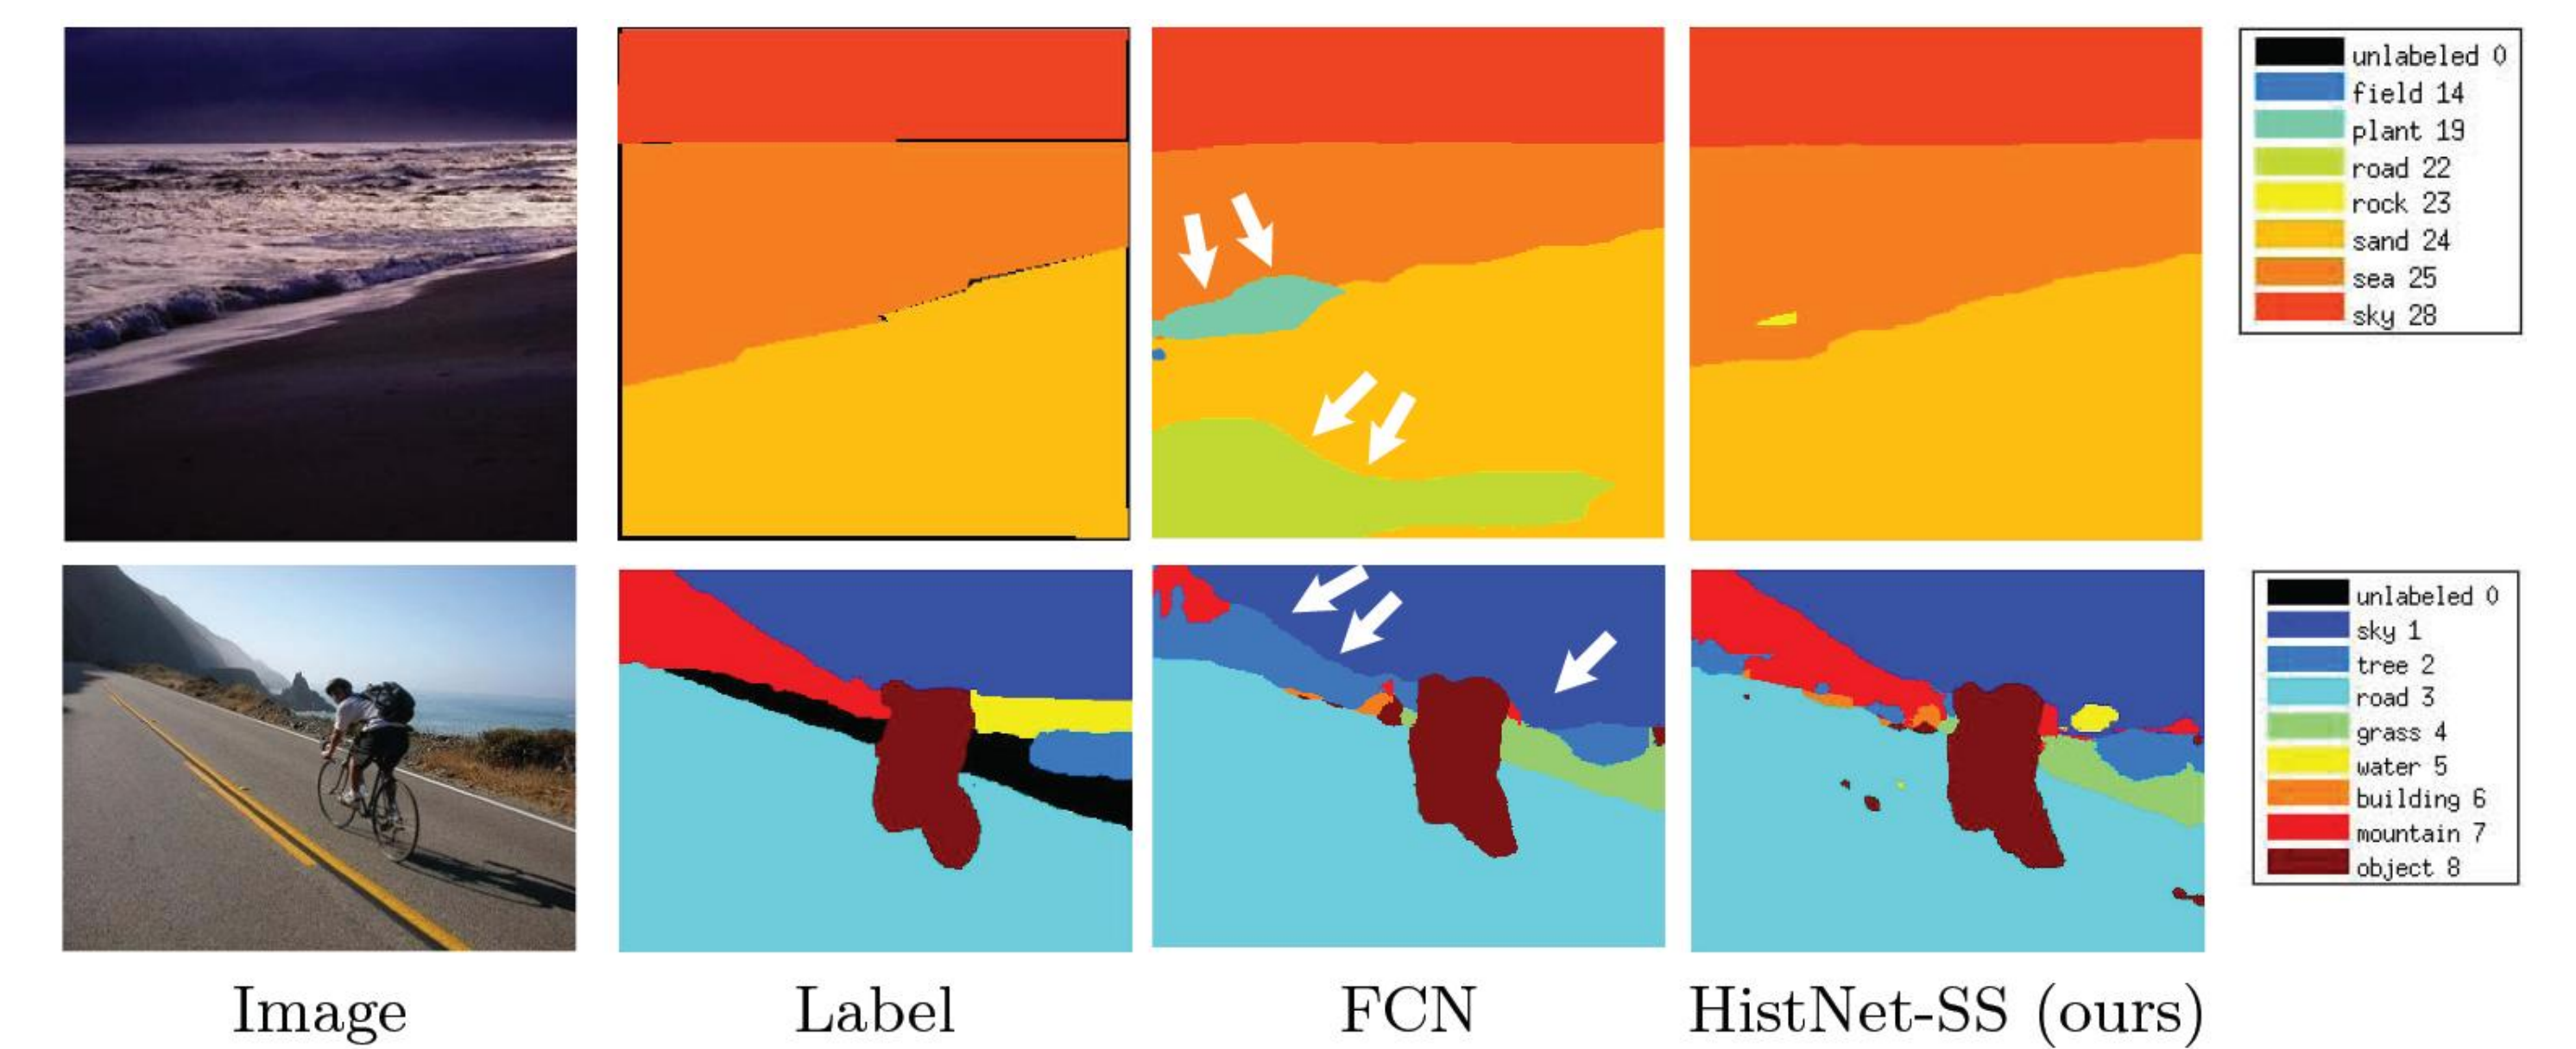 unlabeled 0
field 14
plant 19
road 22
rock 23
sand 24
sea 25
sky 28
unlabeled 0
sky 1
tree 2
road 3
grass 4
water 5
building 6
mountain 7
object 8
Image Label FCN HistNet-SS (ours)